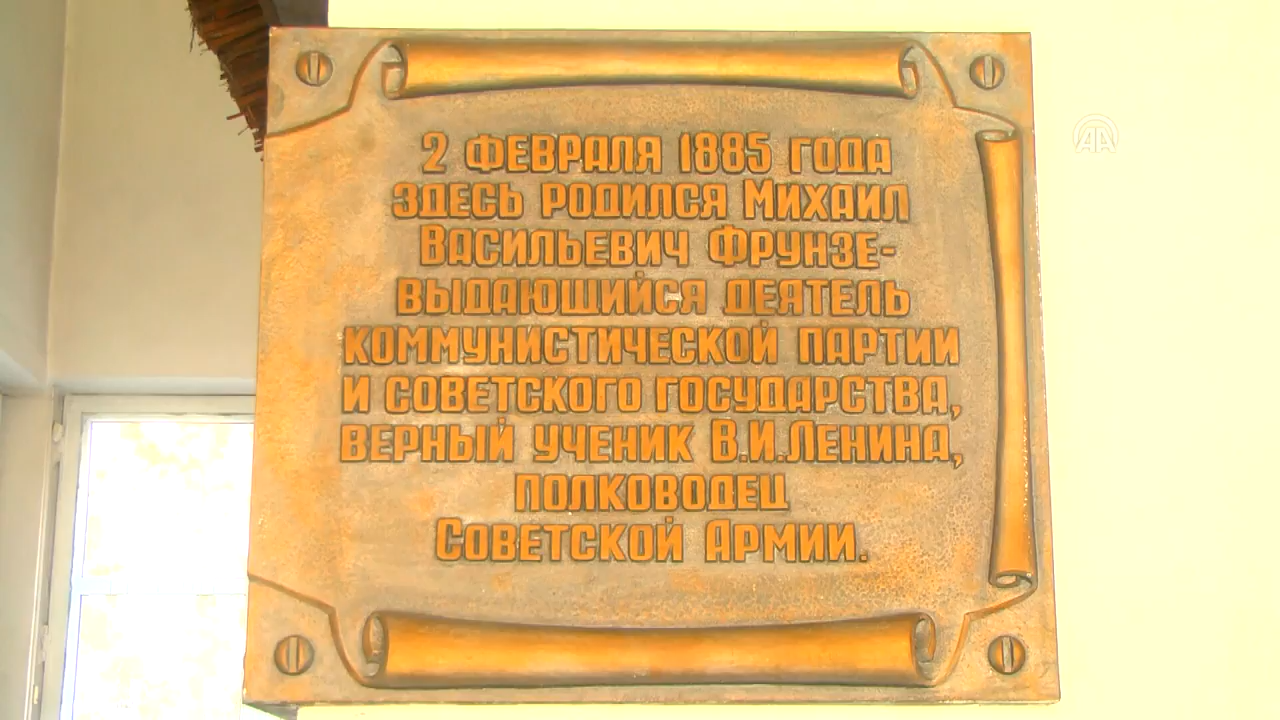 2 ФЕВРАЛЯ 1885 ГОДА
ЗДЕСЬ РОДИЛСЯ МИХАИЛ
ВАСИЛЬЕВИЧ ФРУНЗЕ-
ВЫДАЮЩИЙСЯ ДЕЯТЕЛЬ
КОММУНИСТИЧЕСКОЙ ПАРТИИ
И СОВЕТСКОГО ГОСУДАРСТВА,
ВЕРНЫЙ УЧЕНИК В.И.ЛЕНИНА,
ПОЛКОВОДЕЦ
СОВЕТСКОЙ АРМИИ.
AA